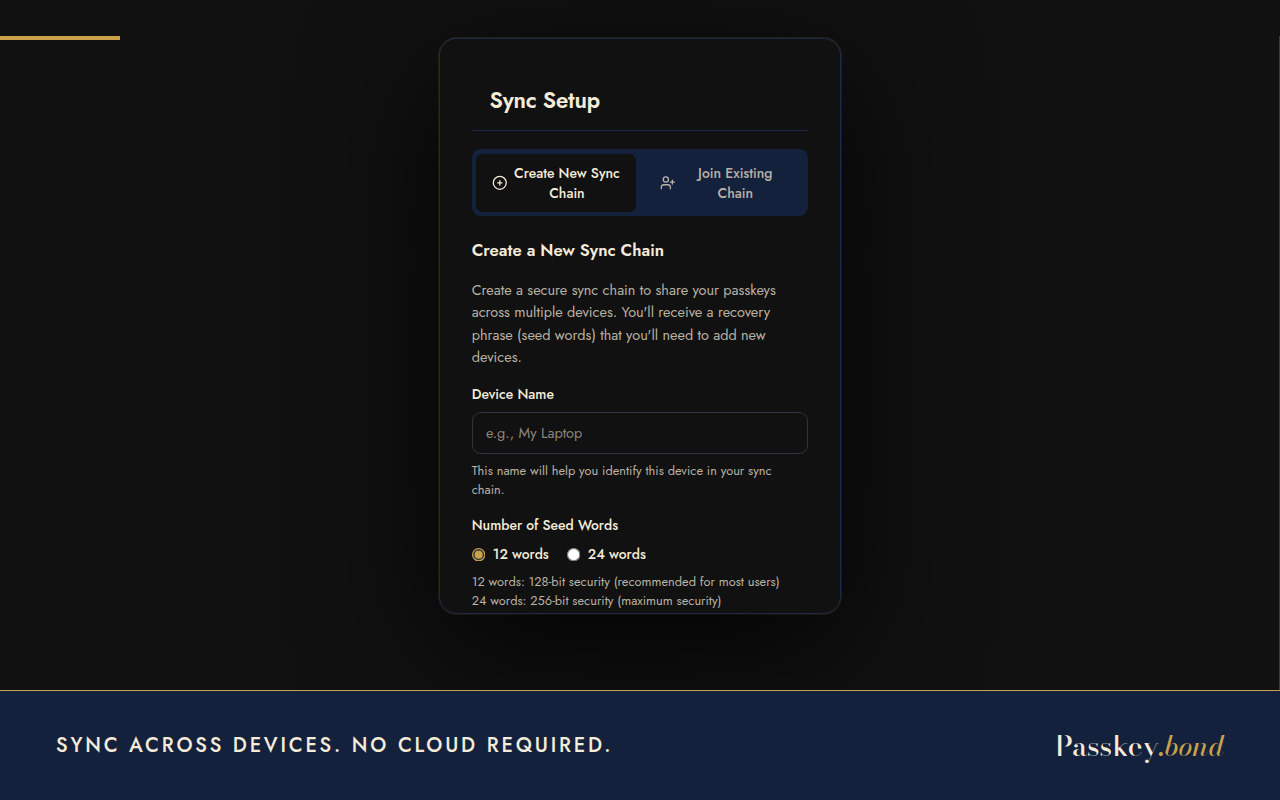 Sync Setup
Create New Sync
Chain
Join Existing
Chain
Create a New Sync Chain
Create a secure sync chain to share your passkeys
across multiple devices. You'll receive a recovery
phrase (seed words) that you'll need to add new
devices.
Device Name
e.g., My Laptop
This name will help you identify this device in your sync
chain.
Number of Seed Words
12 words
24 words
12 words: 128-bit security (recommended for most users)
24 words: 256-bit security (maximum security)
SYNC ACROSS DEVICES. NO CLOUD REQUIRED.
Passkey.bond